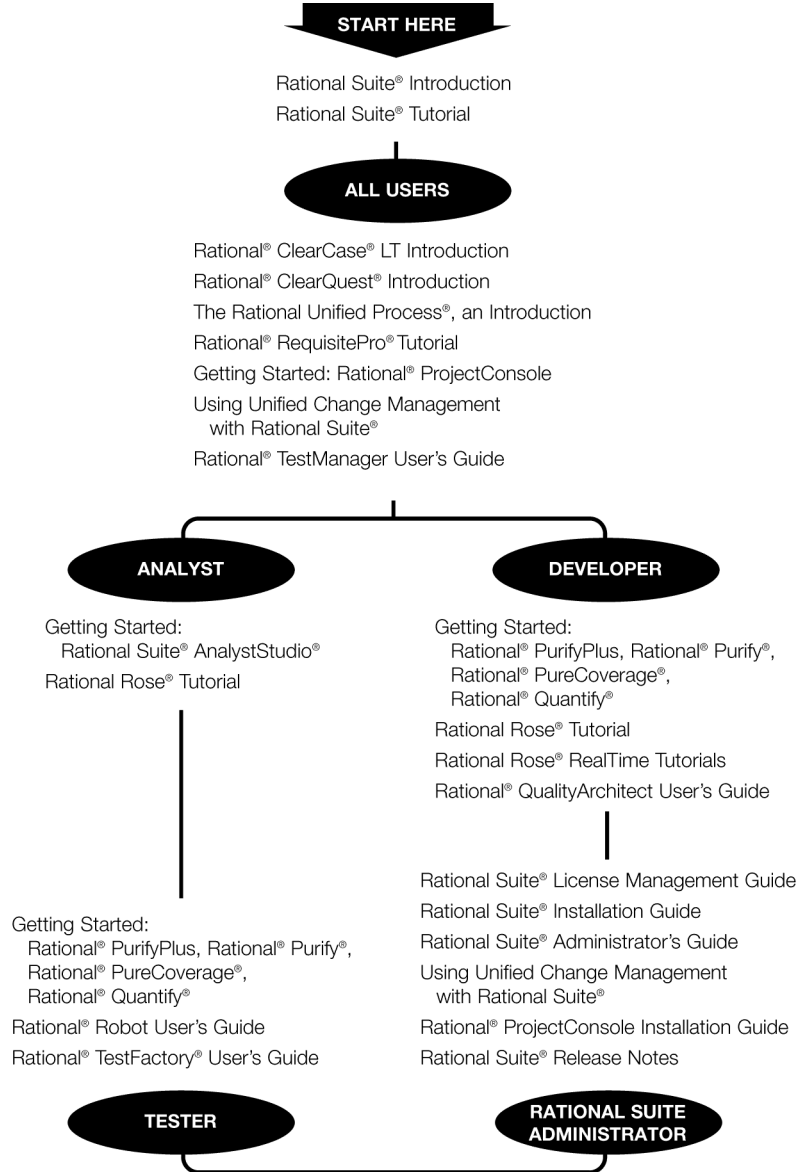 START HERE
Rational Suite® Introduction
Rational Suite® Tutorial
ALL USERS
Rational® ClearCase® LT Introduction
Rational® ClearQuest® Introduction
The Rational Unified Process®, an Introduction
Rational® RequisitePro® Tutorial
Getting Started: Rational® ProjectConsole
Using Unified Change Management
with Rational Suite®
Rational® TestManager User's Guide
ANALYST
Getting Started:
Rational Suite® AnalystStudio®
Rational Rose® Tutorial
DEVELOPER
Getting Started:
Rational® PurifyPlus, Rational® Purify®,
Rational® PureCoverage®,
Rational® Quantify®
Rational Rose® Tutorial
Rational Rose® RealTime Tutorials
Rational® QualityArchitect User's Guide
Getting Started:
Rational® PurifyPlus, Rational® Purify®,
Rational® PureCoverage®,
Rational® Quantify®
Rational® Robot User's Guide
Rational® TestFactory® User's Guide
TESTER
Rational Suite® License Management Guide
Rational Suite® Installation Guide
Rational Suite® Administrator's Guide
Using Unified Change Management
with Rational Suite®
Rational® ProjectConsole Installation Guide
Rational Suite® Release Notes
RATIONAL SUITE
ADMINISTRATOR